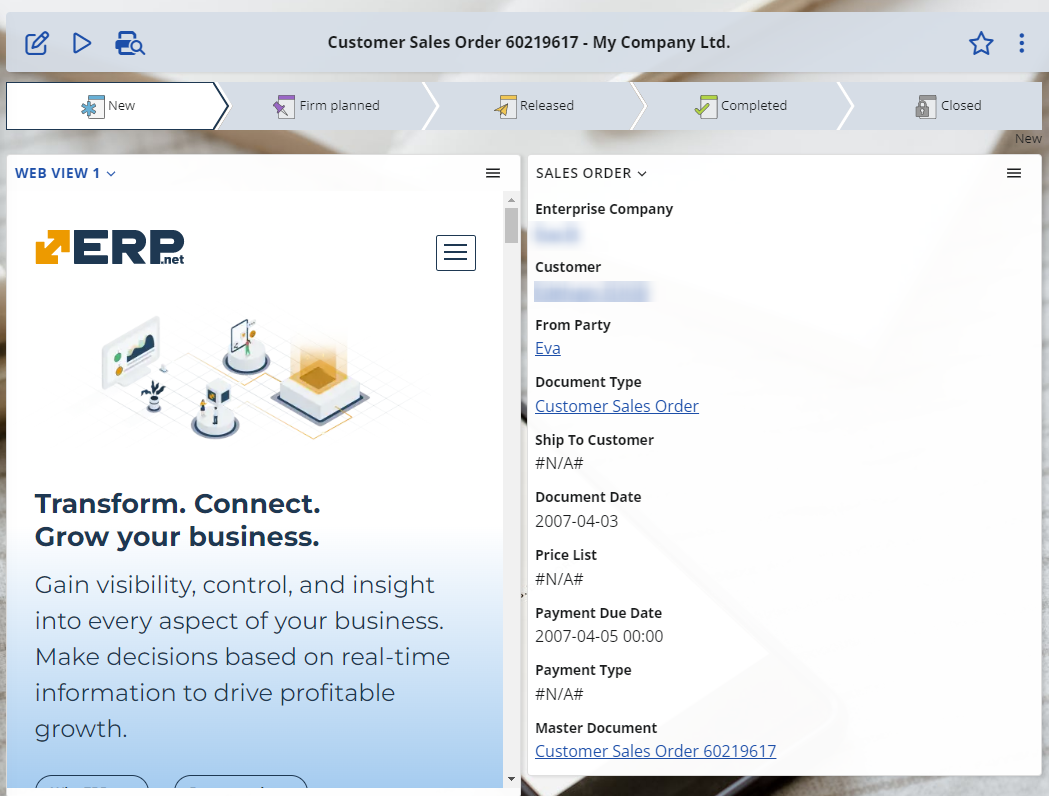 Customer Sales Order 60219617 - My Company Ltd.
New
Firm planned
Released
Completed
Closed
New
WEB VIEW 1
ERP.net
Transform. Connect.
Grow your business.
Gain visibility, control, and insight
into every aspect of your business.
Make decisions based on real-time
information to drive profitable
growth.
SALES ORDER
Enterprise Company
Customer
From Party
Eva
Document Type
Customer Sales Order
Ship To Customer
#N/A#
Document Date
2007-04-03
Price List
#N/A#
Payment Due Date
2007-04-05 00:00
Payment Type
#N/A#
Master Document
Customer Sales Order 60219617